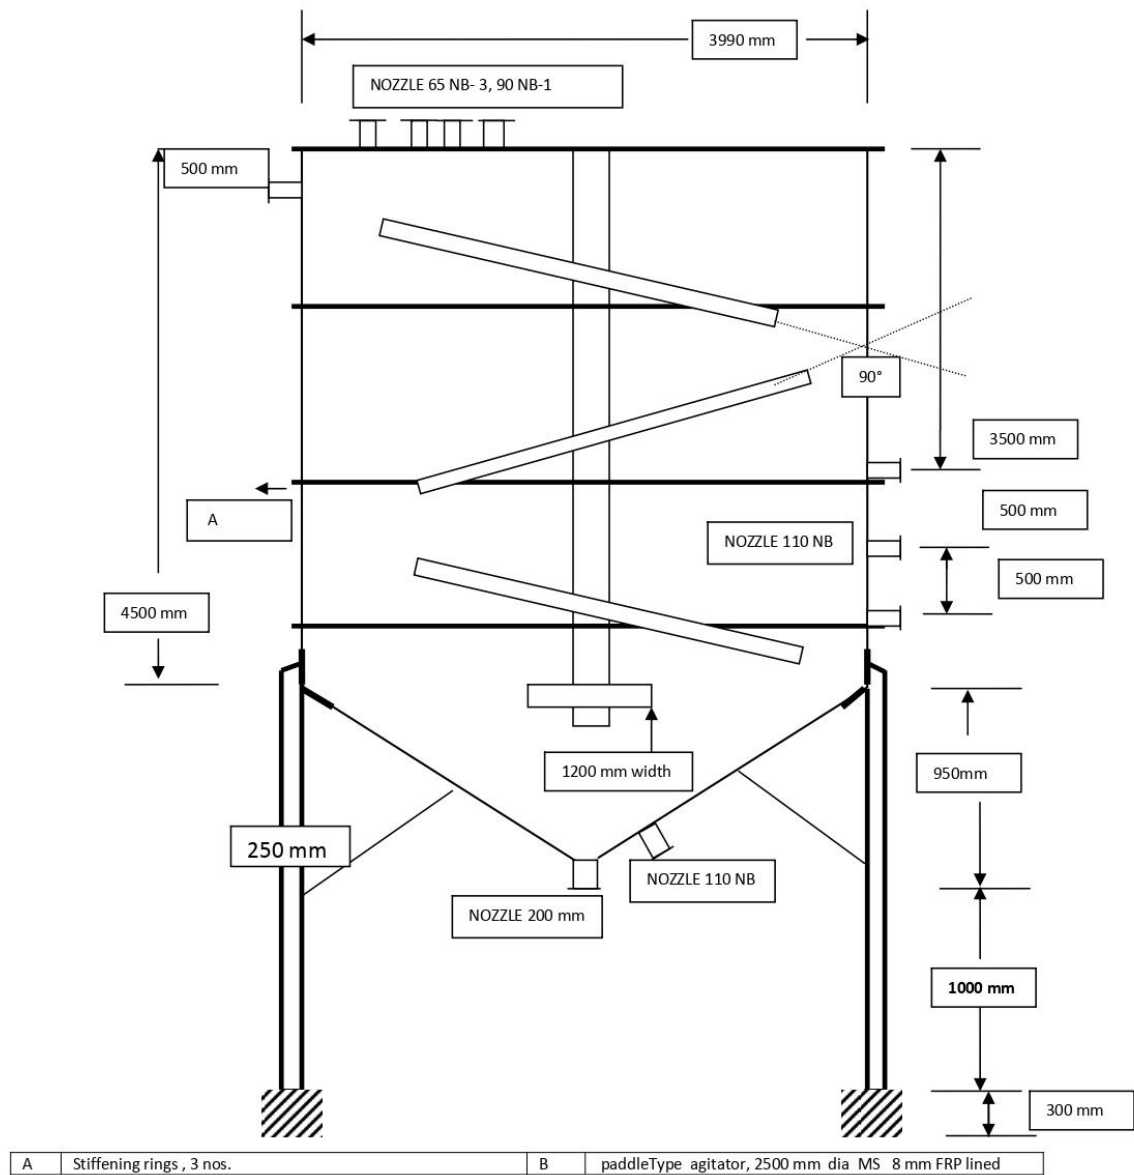 3990 mm
NOZZLE 65 NB- 3, 90 NB-1
500 mm
90°
3500 mm
A
500 mm
NOZZLE 110 NB
500 mm
4500 mm
1200 mm width
950mm
250 mm
NOZZLE 110 NB
NOZZLE 200 mm
1000 mm
300 mm
A Stiffening rings , 3 nos. B paddleType agitator, 2500 mm dia MS 8 mm FRP lined